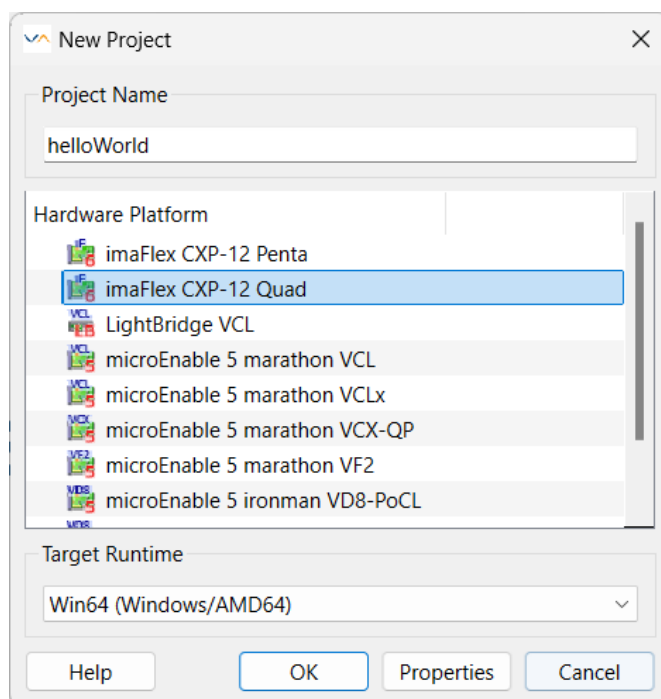 New Project
Project Name
helloWorld
Hardware Platform
imaFlex CXP-12 Penta
imaFlex CXP-12 Quad
LightBridge VCL
microEnable 5 marathon VCL
microEnable 5 marathon VCLx
microEnable 5 marathon VCX-QP
microEnable 5 marathon VF2
microEnable 5 ironman VD8-PoCL
Target Runtime
Win64 (Windows/AMD64)
Help OK Properties Cancel